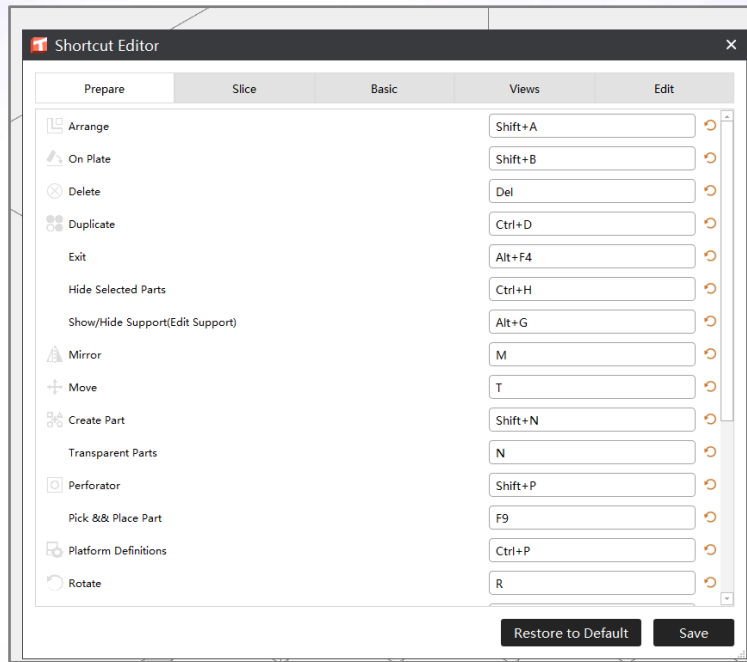 Shortcut Editor
Prepare Slice Basic Views Edit
Arrange Shift+A
On Plate Shift+B
Delete Del
Duplicate Ctrl+D
Exit Alt+F4
Hide Selected Parts Ctrl+H
Show/Hide Support(Edit Support) Alt+G
Mirror M
Move T
Create Part Shift+N
Transparent Parts N
Perforator Shift+P
Pick && Place Part F9
Platform Definitions Ctrl+P
Rotate R
Restore to Default Save